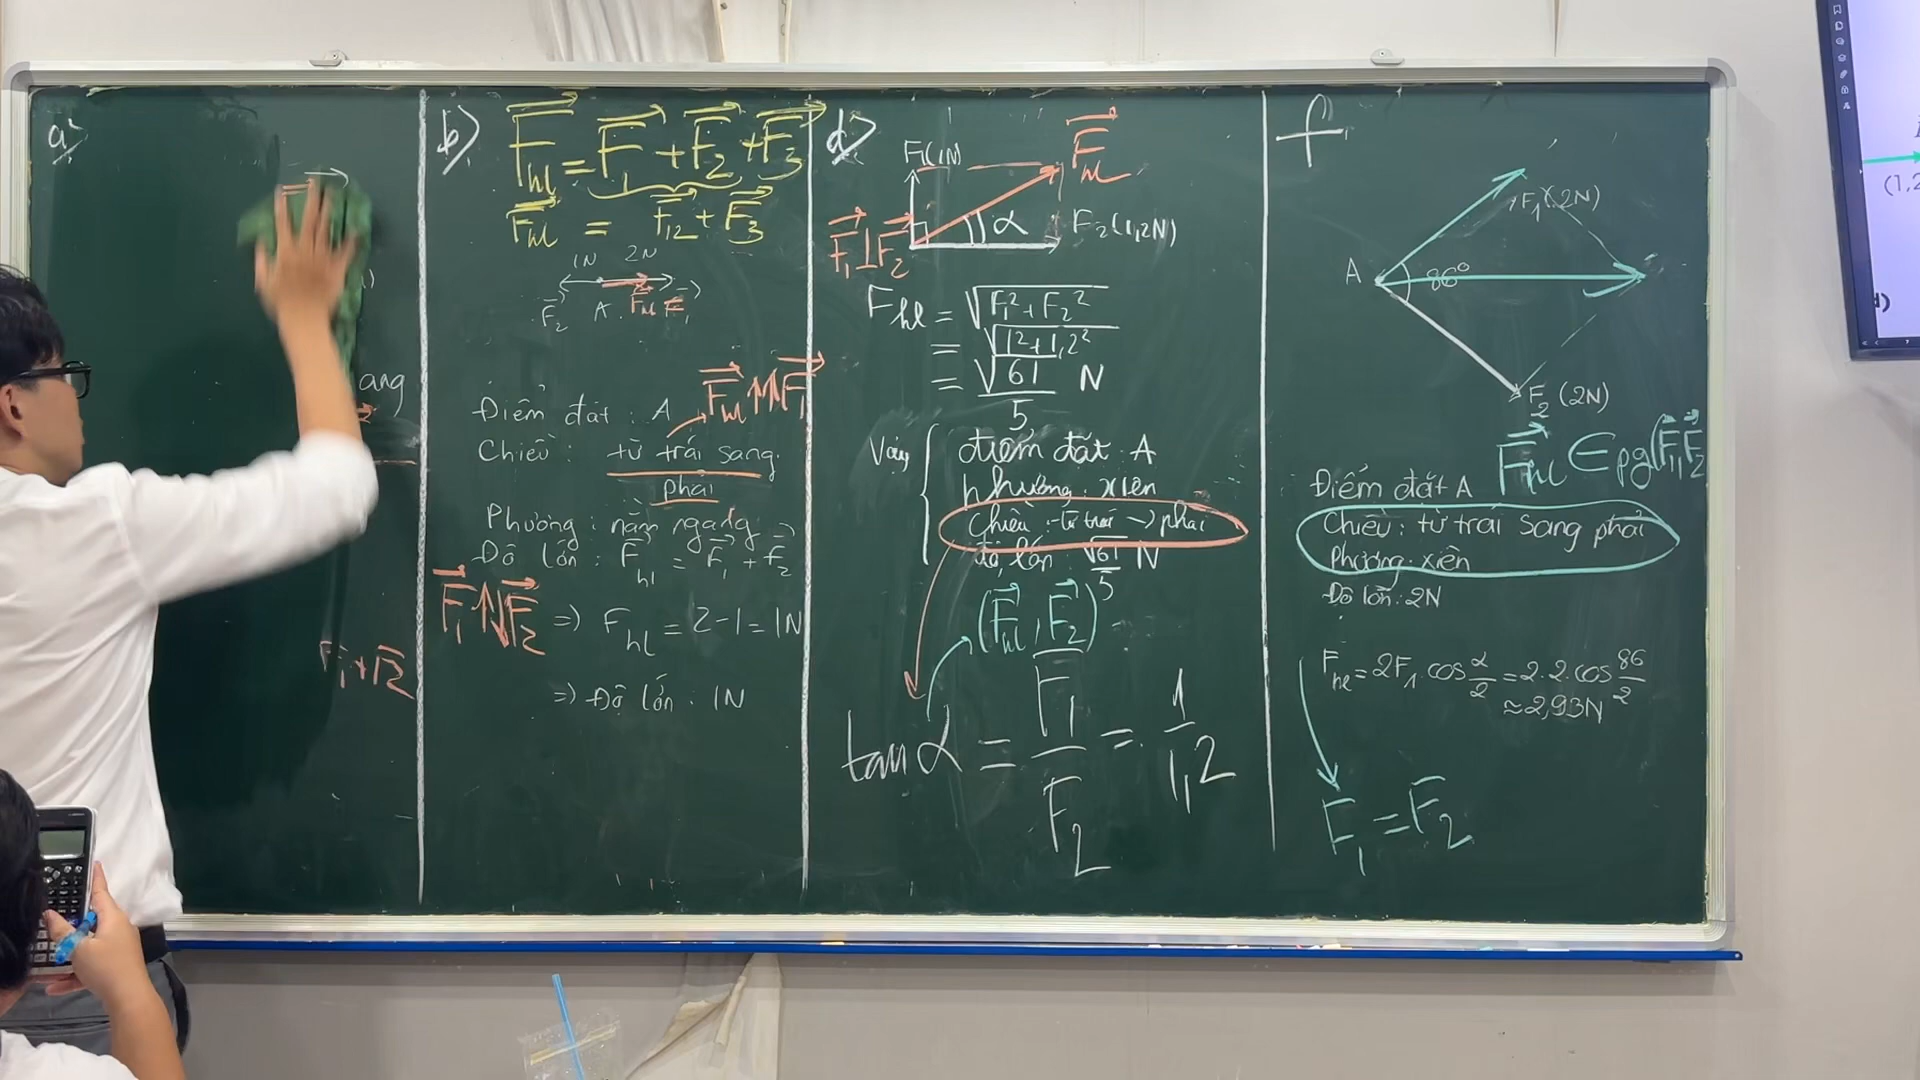 a)
ang
F₁+F₂
b)
F⃗hl = F⃗₁ + F⃗₂ + F⃗₃
F⃗hl = F⃗₁₂ + F⃗₃
1N 2N
F⃗₂ A F⃗hl F⃗₁
F⃗hl ↑↑ F⃗₁
Điểm đặt : A
Chiều : từ trái sang
phải
Phương : nằm ngang
Độ lớn : F⃗hl = F⃗₁ + F⃗₂
F⃗₁ ↑↓ F⃗₂ => Fhl = 2-1 = 1N
=> Độ lớn : 1N
d)
F₁(1N) F⃗hl
F⃗₁ ⊥ F⃗₂ α F₂(1,2N)
Fhl = √(F₁² + F₂²)
= √(1² + 1,2²)
= √61/5 N
Vậy { điểm đặt : A
phương : xiên
chiều : từ trái -> phải
độ lớn : √61/5 N
(F⃗hl, F⃗₂)
tan α = F₁/F₂ = 1/1,2
f
F₁(2N)
A 86°
F₂ (2N)
F⃗hl ∈ pg(F⃗₁,F⃗₂
Điểm đặt A
Chiều : từ trái sang phải
Phương : xiên
Độ lớn : 2N
Fhl = 2F₁.cos α/2 = 2.2.cos 86/2
≈ 2,93N
F₁ = F₂
(1,2